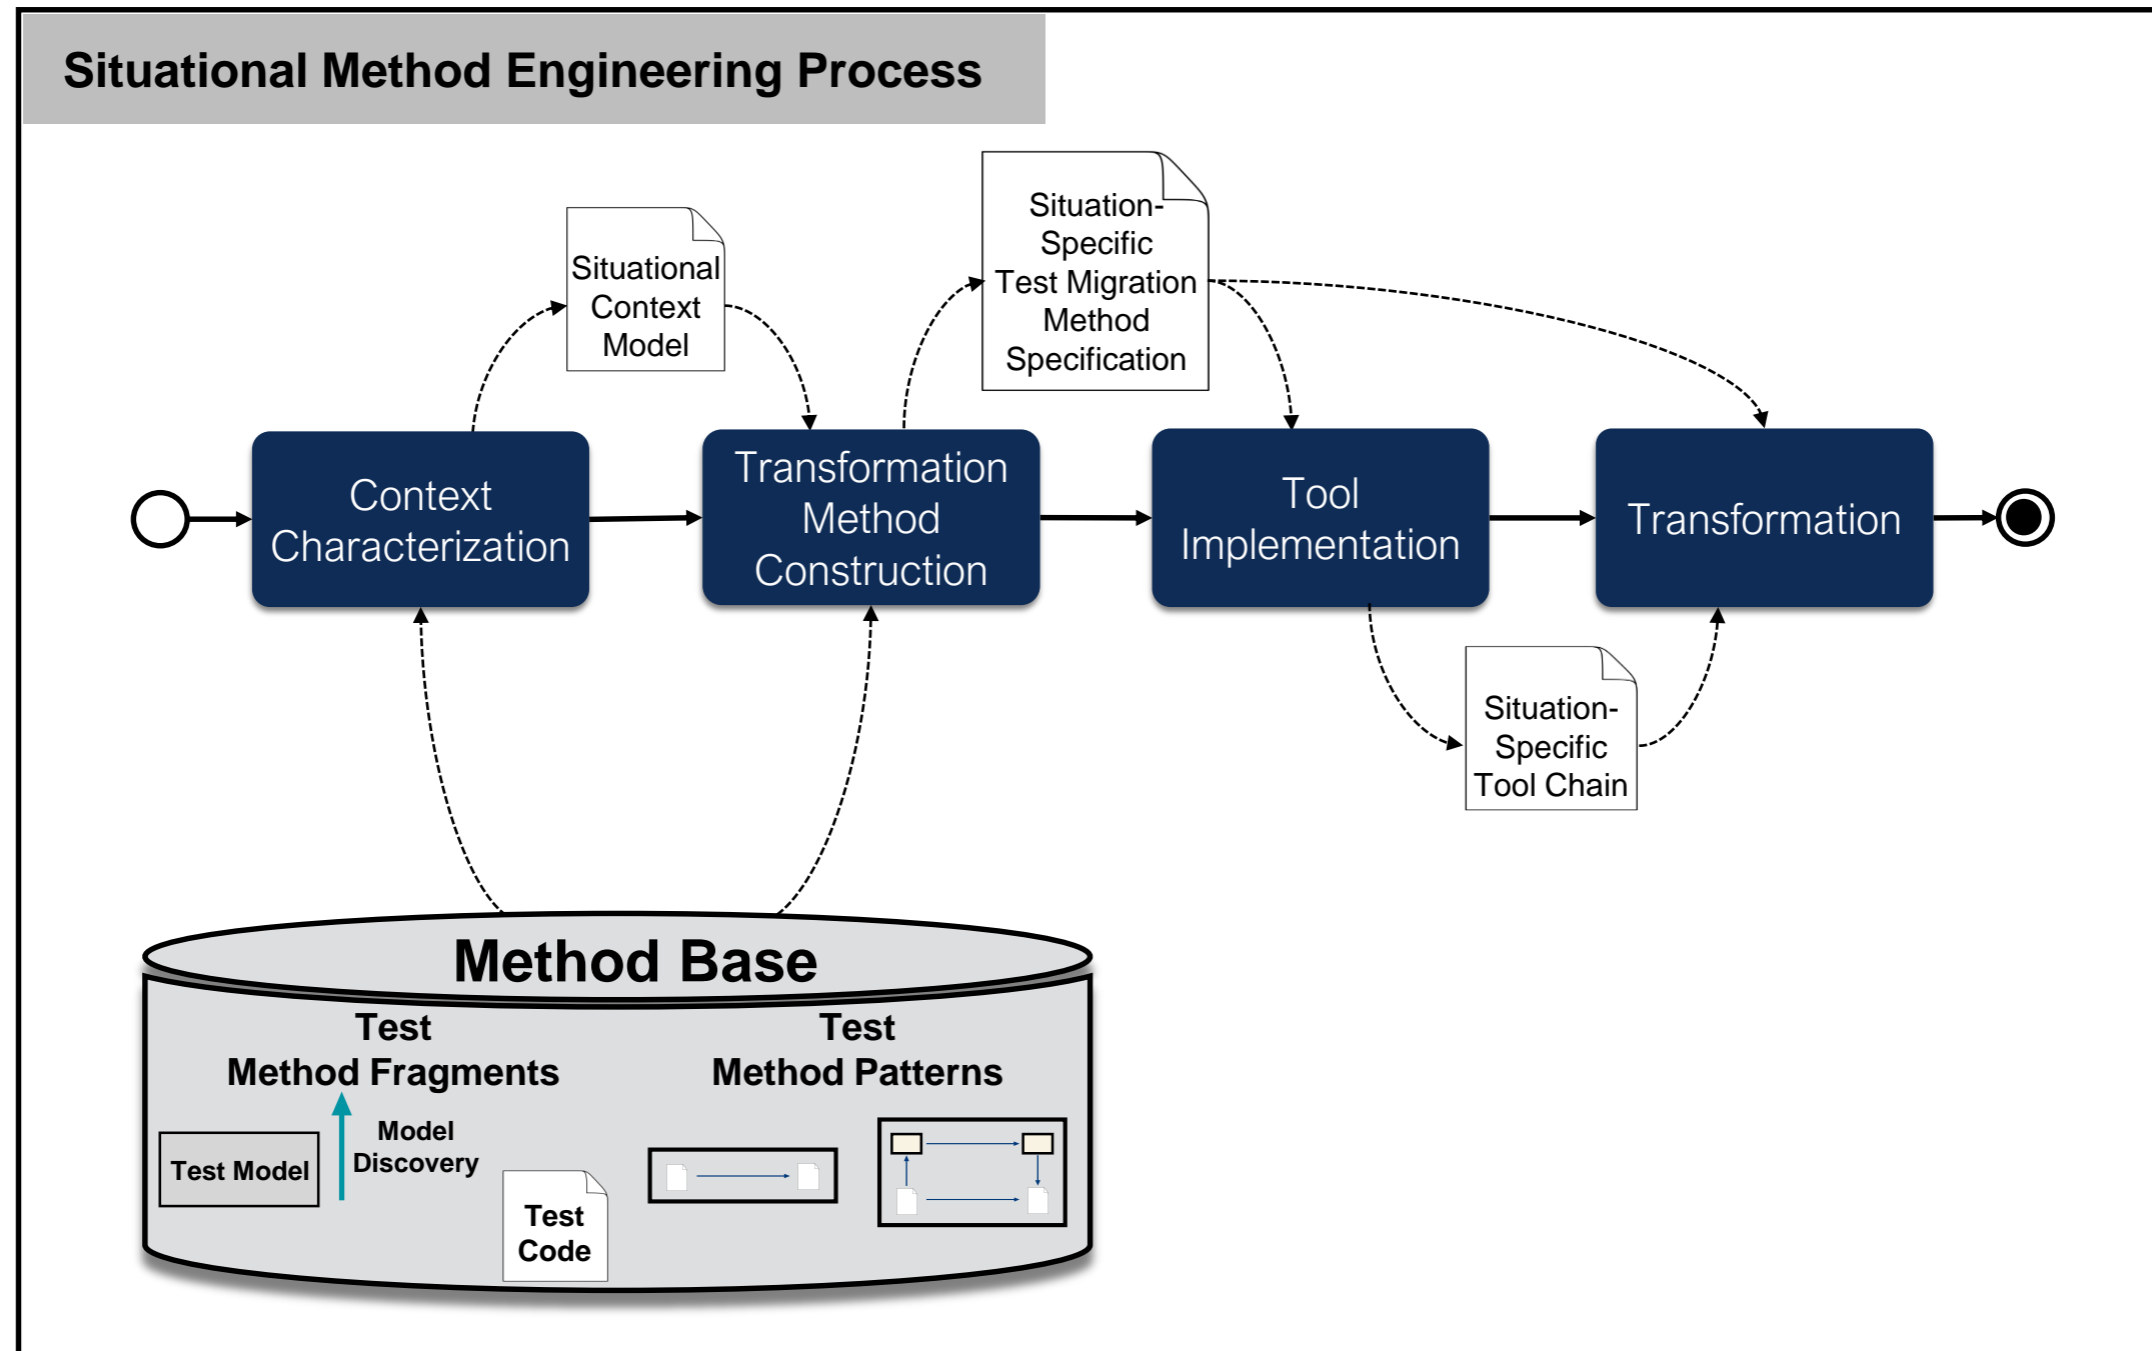 Situational Method Engineering Process
Situational
Context
Model
Situation-
Specific
Test Migration
Method
Specification
Context
Characterization
Transformation
Method
Construction
Tool
Implementation
Transformation
Situation-
Specific
Tool Chain
Method Base
Test
Method Fragments
Test
Method Patterns
Test Model
Model
Discovery
Test
Code